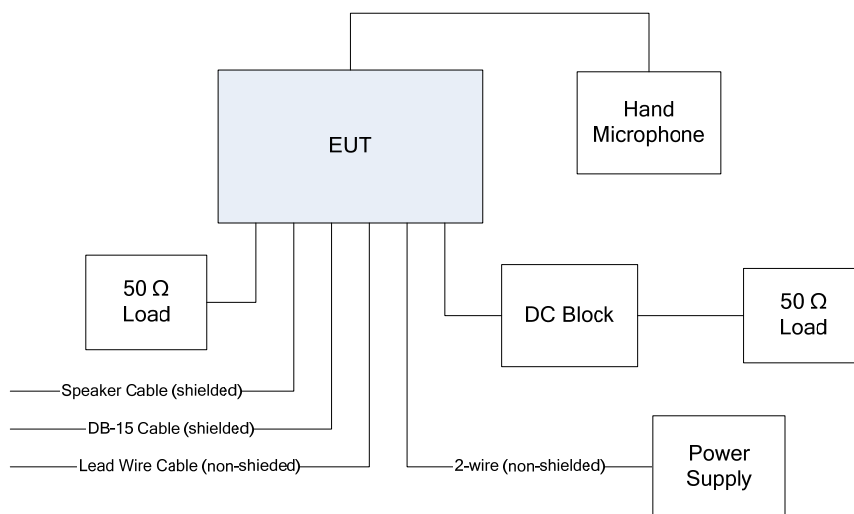 EUT
Hand
Microphone
50 Ω
Load
DC Block
50 Ω
Load
Speaker Cable (shielded)
DB-15 Cable (shielded)
Lead Wire Cable (non-shieded)
2-wire (non-shielded)
Power
Supply